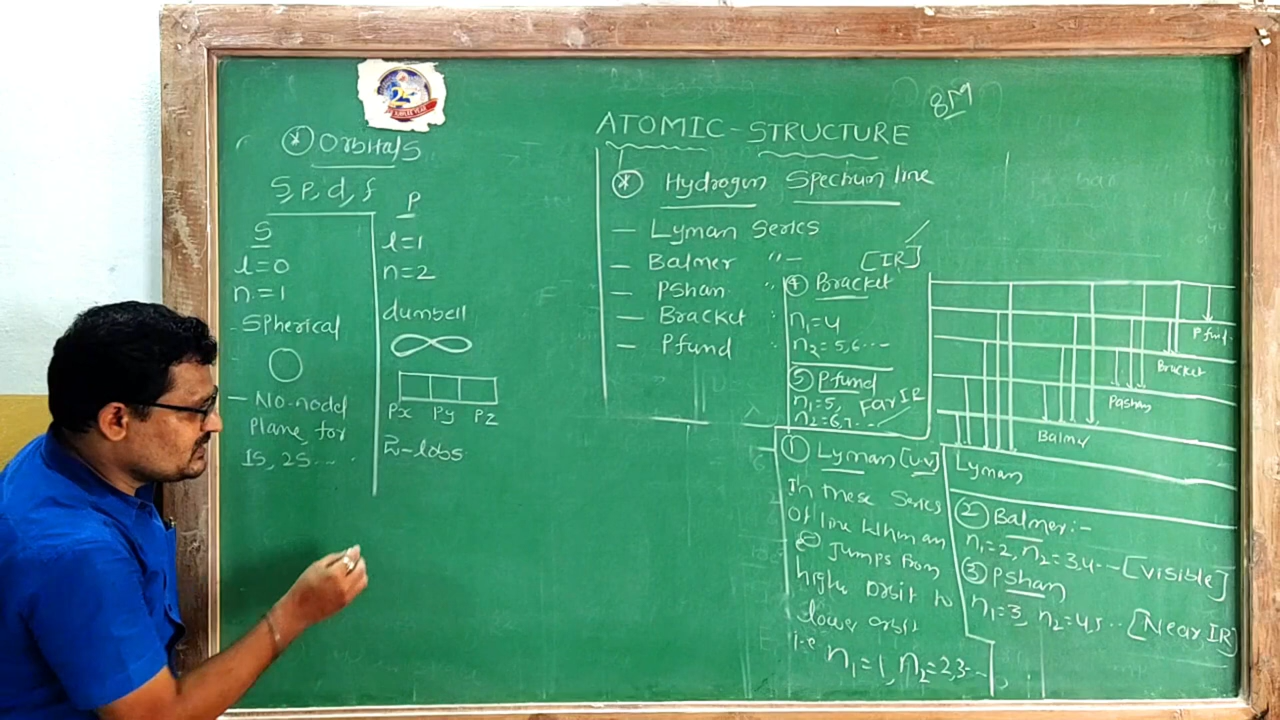 8M
ATOMIC-STRUCTURE
* Orbitals
S, P, d, f
S
l=0
n=1
- Spherical
- No-nodel
Plane for
1S, 2S....
P
l=1
n=2
dumbell
Px Py Pz
2-lobs
* Hydrogen Spectrum line
- Lyman Series
- Balmer " -
- PShan "
- Bracket "
- Pfund "
[IR]
4 Bracket
n1=4
n2=5,6---
5 P-fund
n1=5, Far IR
n2=6,7---
Pfund.
Bracket
Pashan
Balmer
Lyman
1 Lyman [U.V]
In these Series
Of line when an
e⊖ Jumps from
higher Orbit to
lower orbit
i.e n1=1, n2=2,3--,
2 Balmer:-
n1=2, n2=3,4--- [Visible]
3 PShan
n1=3, n2=4,5.. [Near IR]